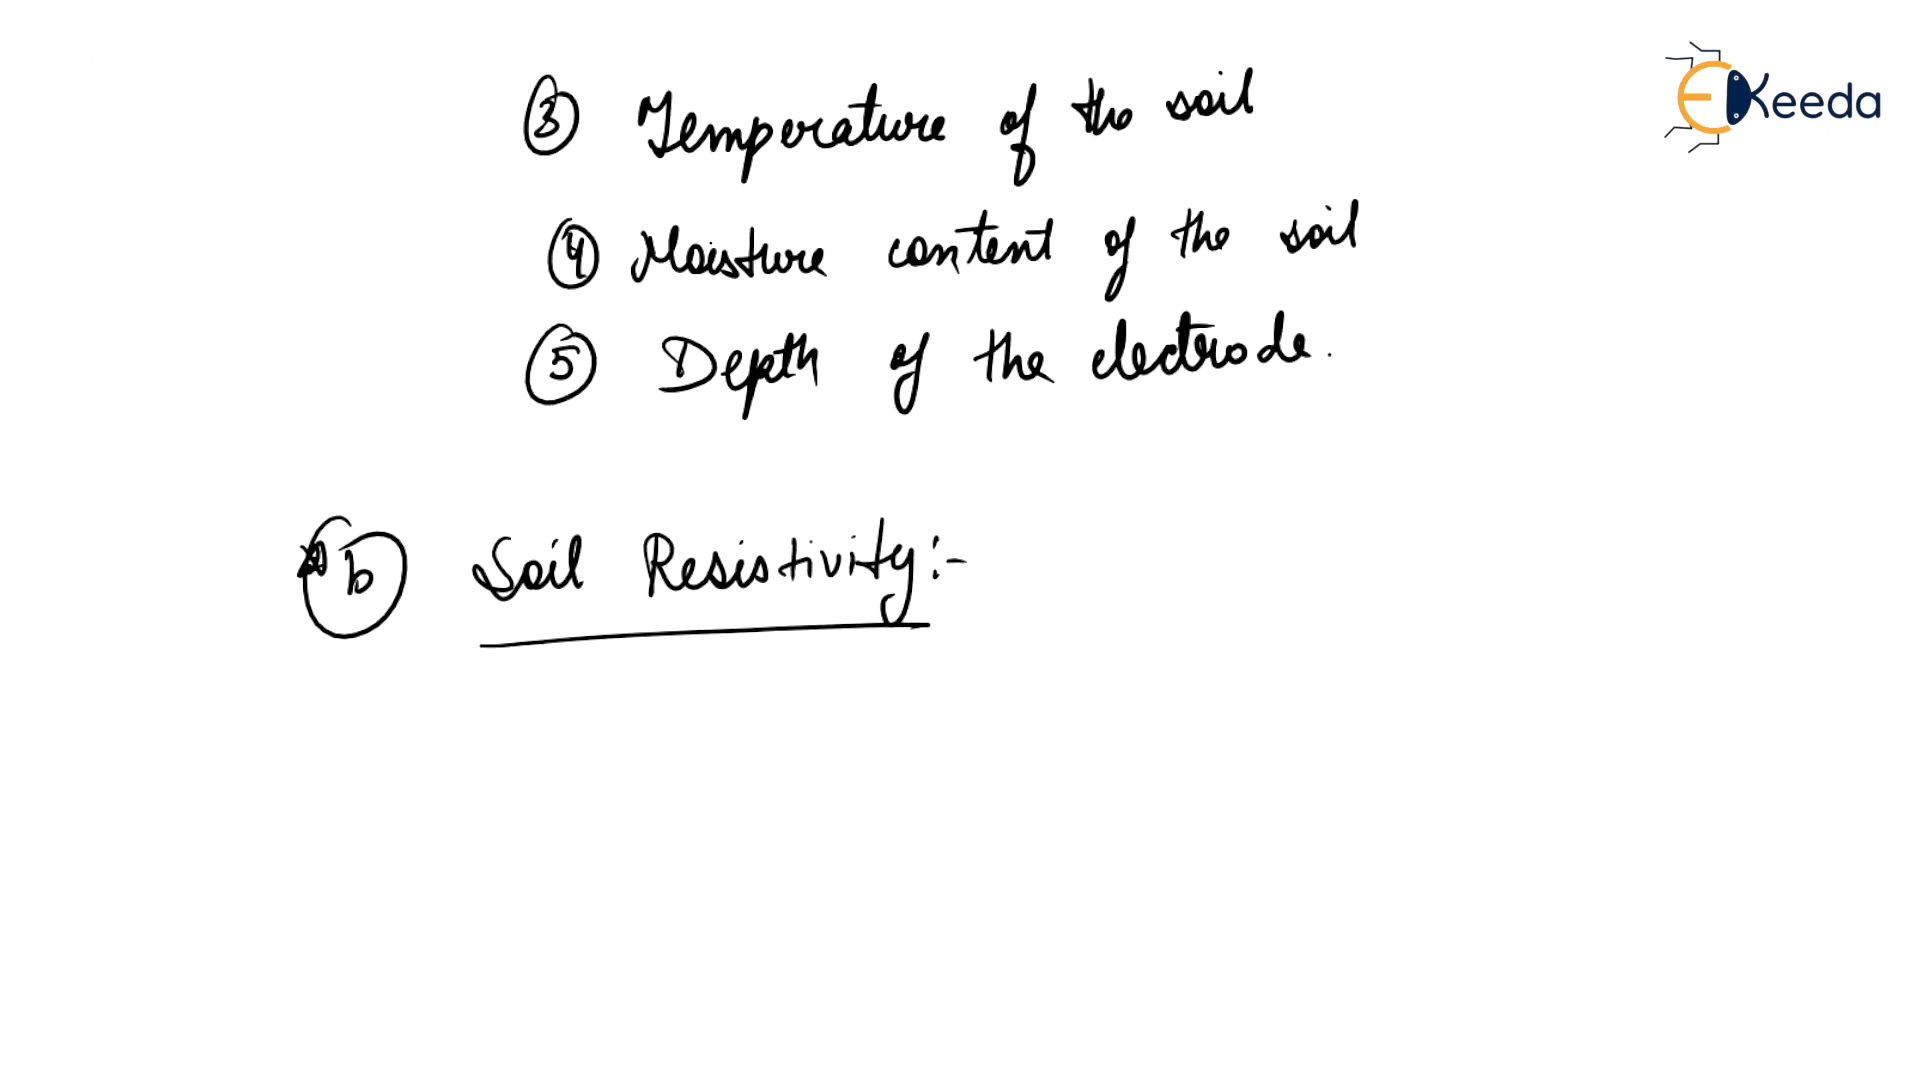 ③ Temperature of the soil
EKeeda
④ Moisture content of the soil
⑤ Depth of the electrode.
ⓑ Soil Resistivity:-